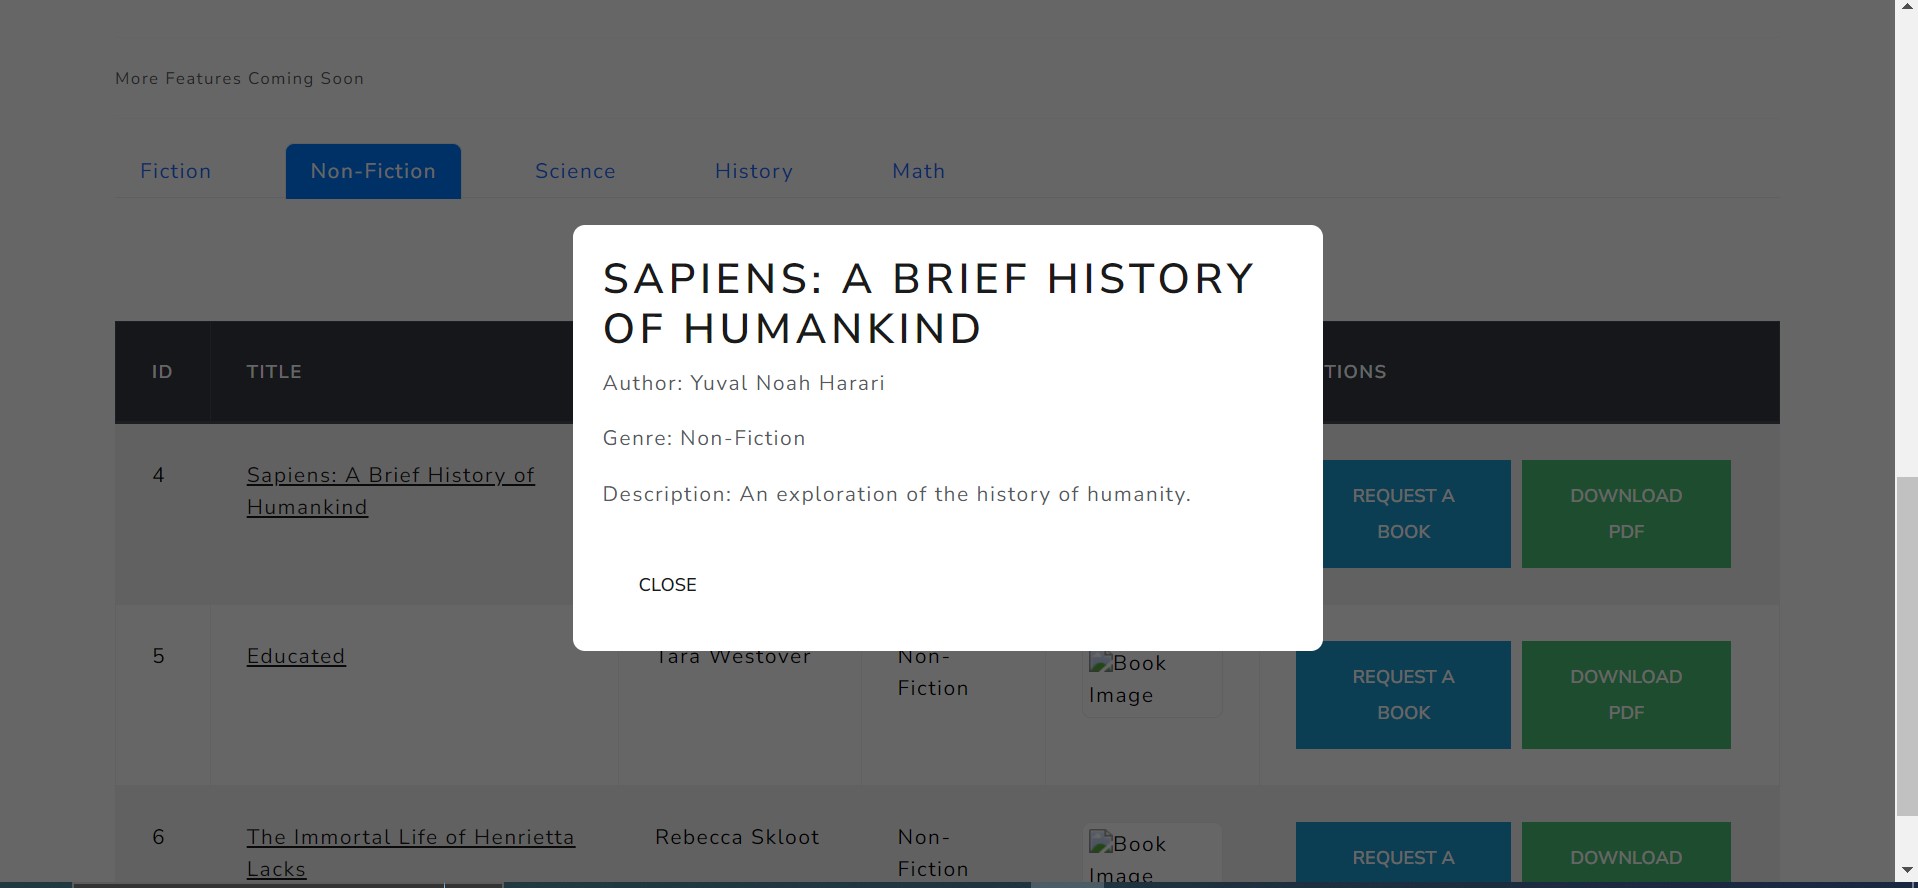 More Features Coming Soon
Fiction
Non-Fiction
Science
History
Math
SAPIENS: A BRIEF HISTORY
OF HUMANKIND
Author: Yuval Noah Harari
Genre: Non-Fiction
Description: An exploration of the history of humanity.
CLOSE
ID
TITLE
TIONS
4
Sapiens: A Brief History of
Humankind
REQUEST A
BOOK
DOWNLOAD
PDF
5
Educated
Tara Westover
Non-
Fiction
Book
Image
REQUEST A
BOOK
DOWNLOAD
PDF
6
The Immortal Life of Henrietta
Lacks
Rebecca Skloot
Non-
Fiction
Book
Image
REQUEST A
DOWNLOAD